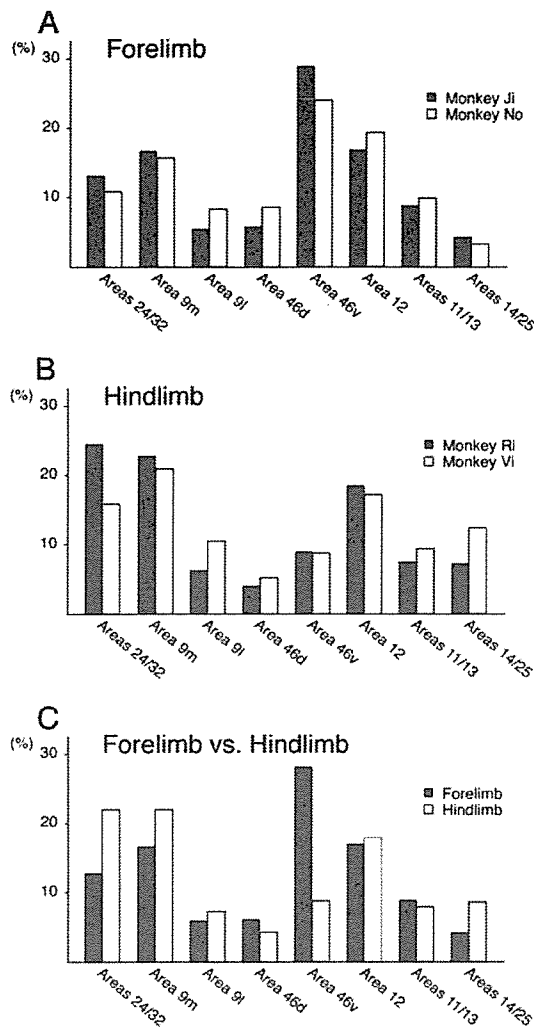 A
Forelimb
(%)
30
20
10
Monkey Ji
Monkey No
Areas 24/32
Area 9m
Area 9l
Area 46d
Area 46v
Area 12
Areas 11/13
Areas 14/25
B
Hindlimb
(%)
30
20
10
Monkey Ri
Monkey Vi
Areas 24/32
Area 9m
Area 9l
Area 46d
Area 46v
Area 12
Areas 11/13
Areas 14/25
C
Forelimb vs. Hindlimb
(%)
30
20
10
Forelimb
Hindlimb
Areas 24/32
Area 9m
Area 9l
Area 46d
Area 46v
Area 12
Areas 11/13
Areas 14/25